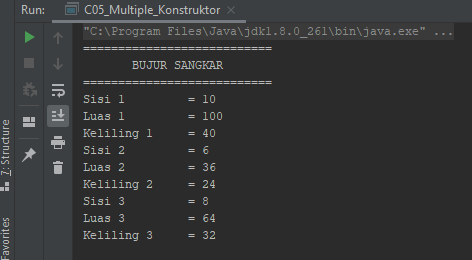 Run: C05_Multiple_Konstruktor ×
"C:\Program Files\Java\jdk1.8.0_261\bin\java.exe" ...
===========================
BUJUR SANGKAR
===========================
Sisi 1 = 10
Luas 1 = 100
Keliling 1 = 40
Sisi 2 = 6
Luas 2 = 36
Keliling 2 = 24
Sisi 3 = 8
Luas 3 = 64
Keliling 3 = 32
7: Structure
Favorites